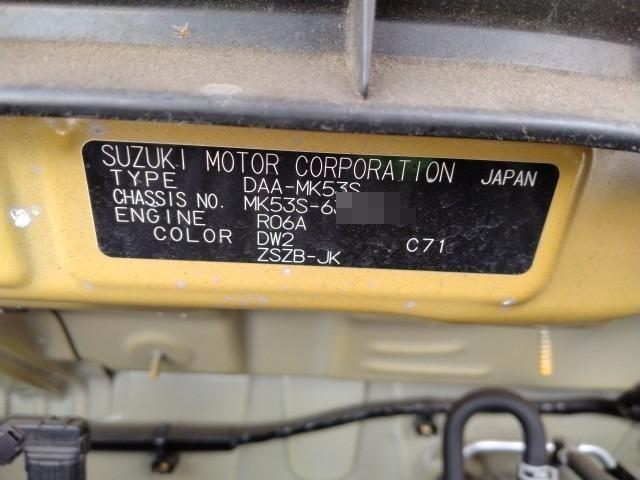 SUZUKI MOTOR CORPORATION JAPAN
TYPE DAA-MK53S
CHASSIS NO. MK53S-6
ENGINE R06A
COLOR DW2 C71
ZSZB-JK